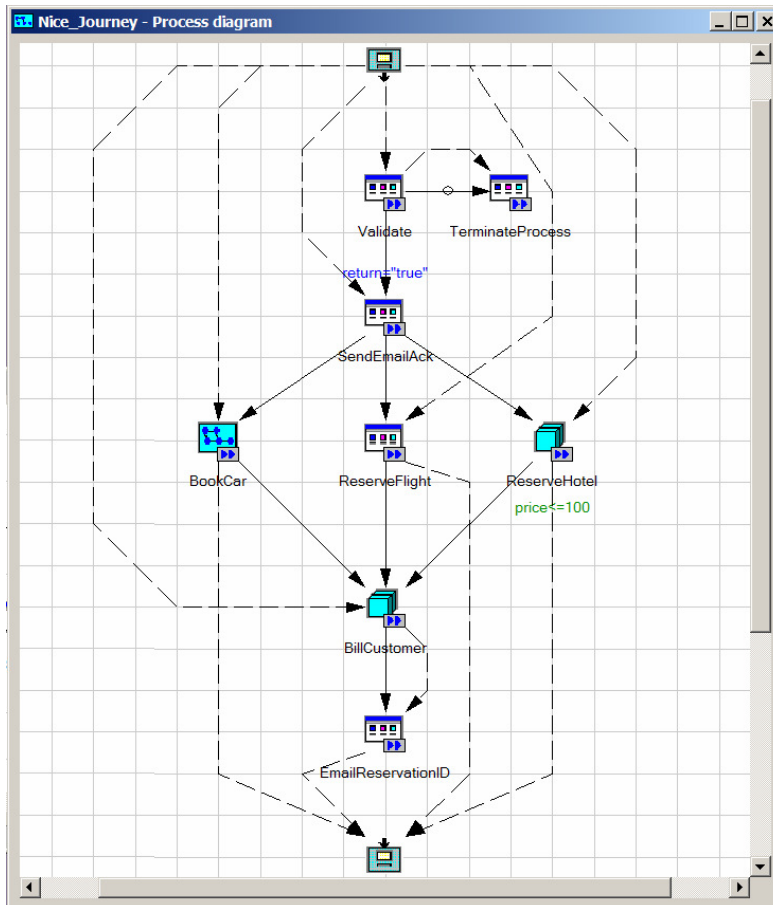 Nice_Journey - Process diagram
Validate
TerminateProcess
return="true"
SendEmailAck
BookCar
ReserveFlight
ReserveHotel
price<=100
BillCustomer
EmailReservationID